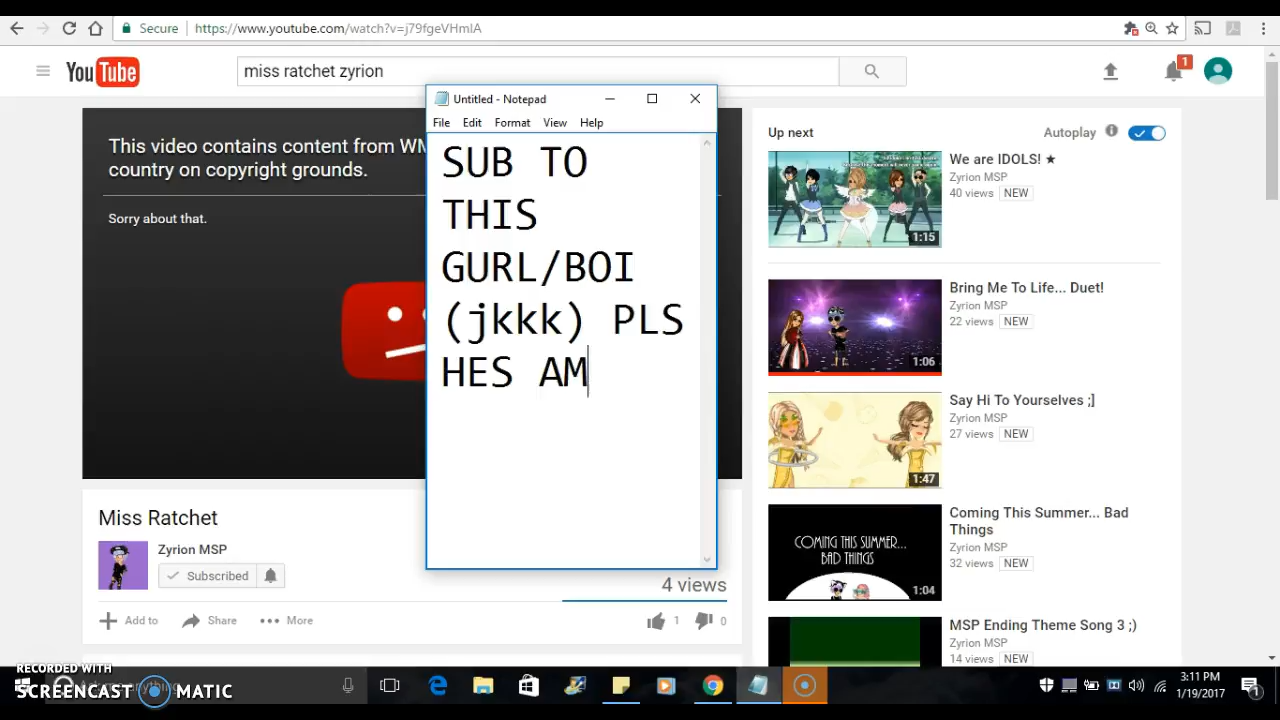 Secure https://www.youtube.com/watch?v=j79fgeVHmIA
YouTube
miss ratchet zyrion
1
Untitled - Notepad
File Edit Format View Help
SUB TO
THIS
GURL/BOI
(jkkk) PLS
HES AM
This video contains content from
country on copyright grounds.
Sorry about that.
Miss Ratchet
Zyrion MSP
Subscribed
4 views
Add to Share More 1 0
Up next Autoplay
We are IDOLS! ★
Zyrion MSP
40 views NEW
1:15
Bring Me To Life... Duet!
Zyrion MSP
22 views NEW
1:06
Say Hi To Yourselves ;]
Zyrion MSP
27 views NEW
1:47
Coming This Summer... Bad
Things
Zyrion MSP
32 views NEW
COMING THIS SUMMER...
BAD THINGS
1:04
MSP Ending Theme Song 3 ;)
Zyrion MSP
14 views NEW
RECORDED WITH
SCREENCAST MATIC
3:11 PM
1/19/2017